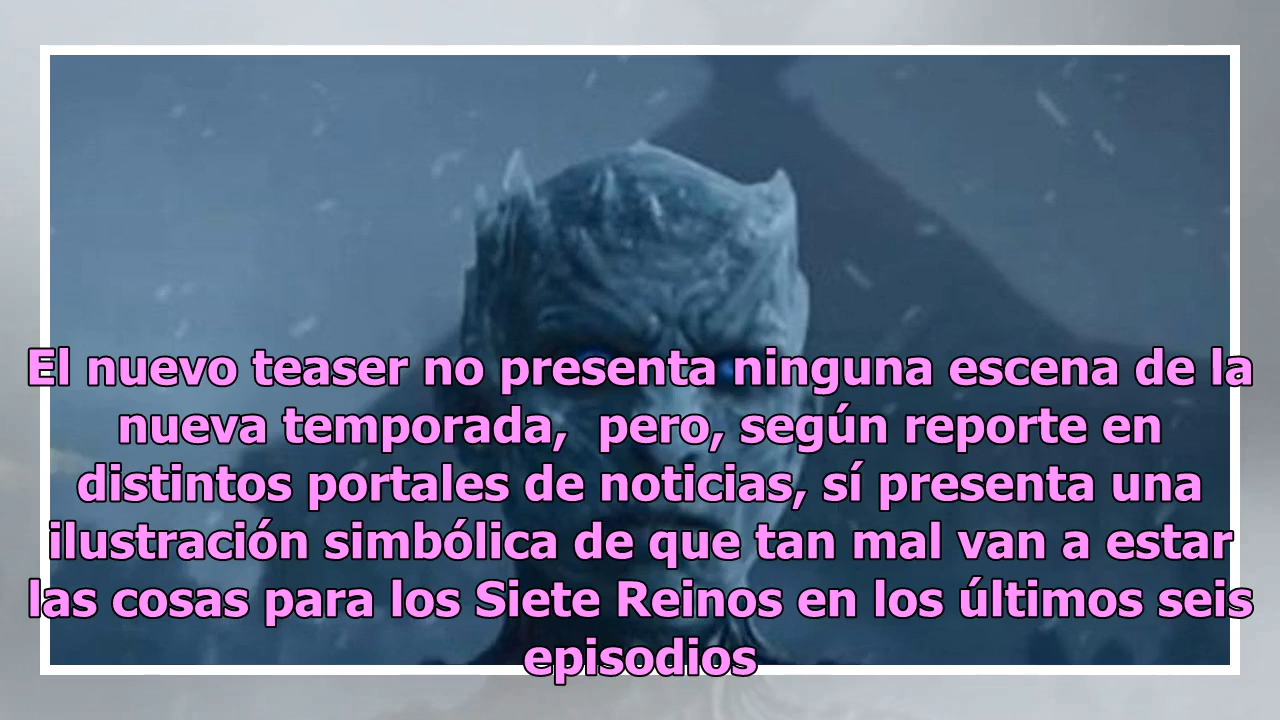 El nuevo teaser no presenta ninguna escena de la
nueva temporada,  pero, según reporte en
distintos portales de noticias, sí presenta una
ilustración simbólica de que tan mal van a estar
las cosas para los Siete Reinos en los últimos seis
episodios